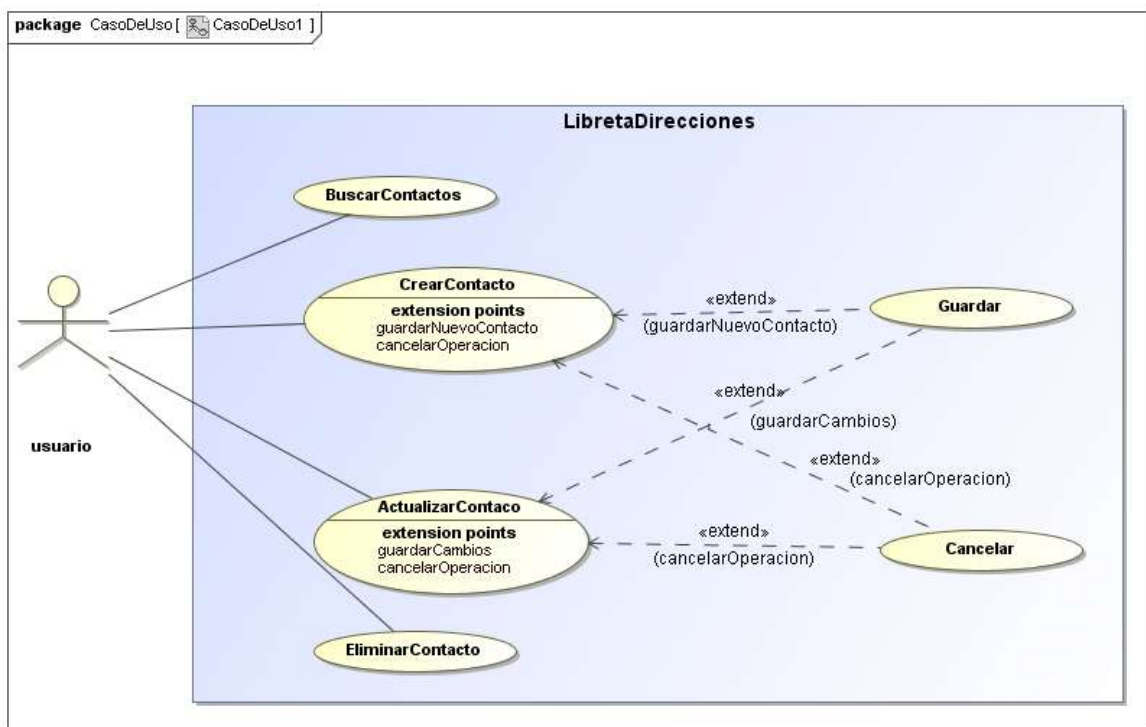 package CasoDeUso [ CasoDeUso1 ]
LibretaDirecciones
BuscarContactos
CrearContacto
extension points
guardarNuevoContacto
cancelarOperacion
«extend»
(guardarNuevoContacto)
Guardar
«extend»
(guardarCambios)
usuario
«extend»
(cancelarOperacion)
ActualizarContaco
extension points
guardarCambios
cancelarOperacion
«extend»
(cancelarOperacion)
Cancelar
EliminarContacto